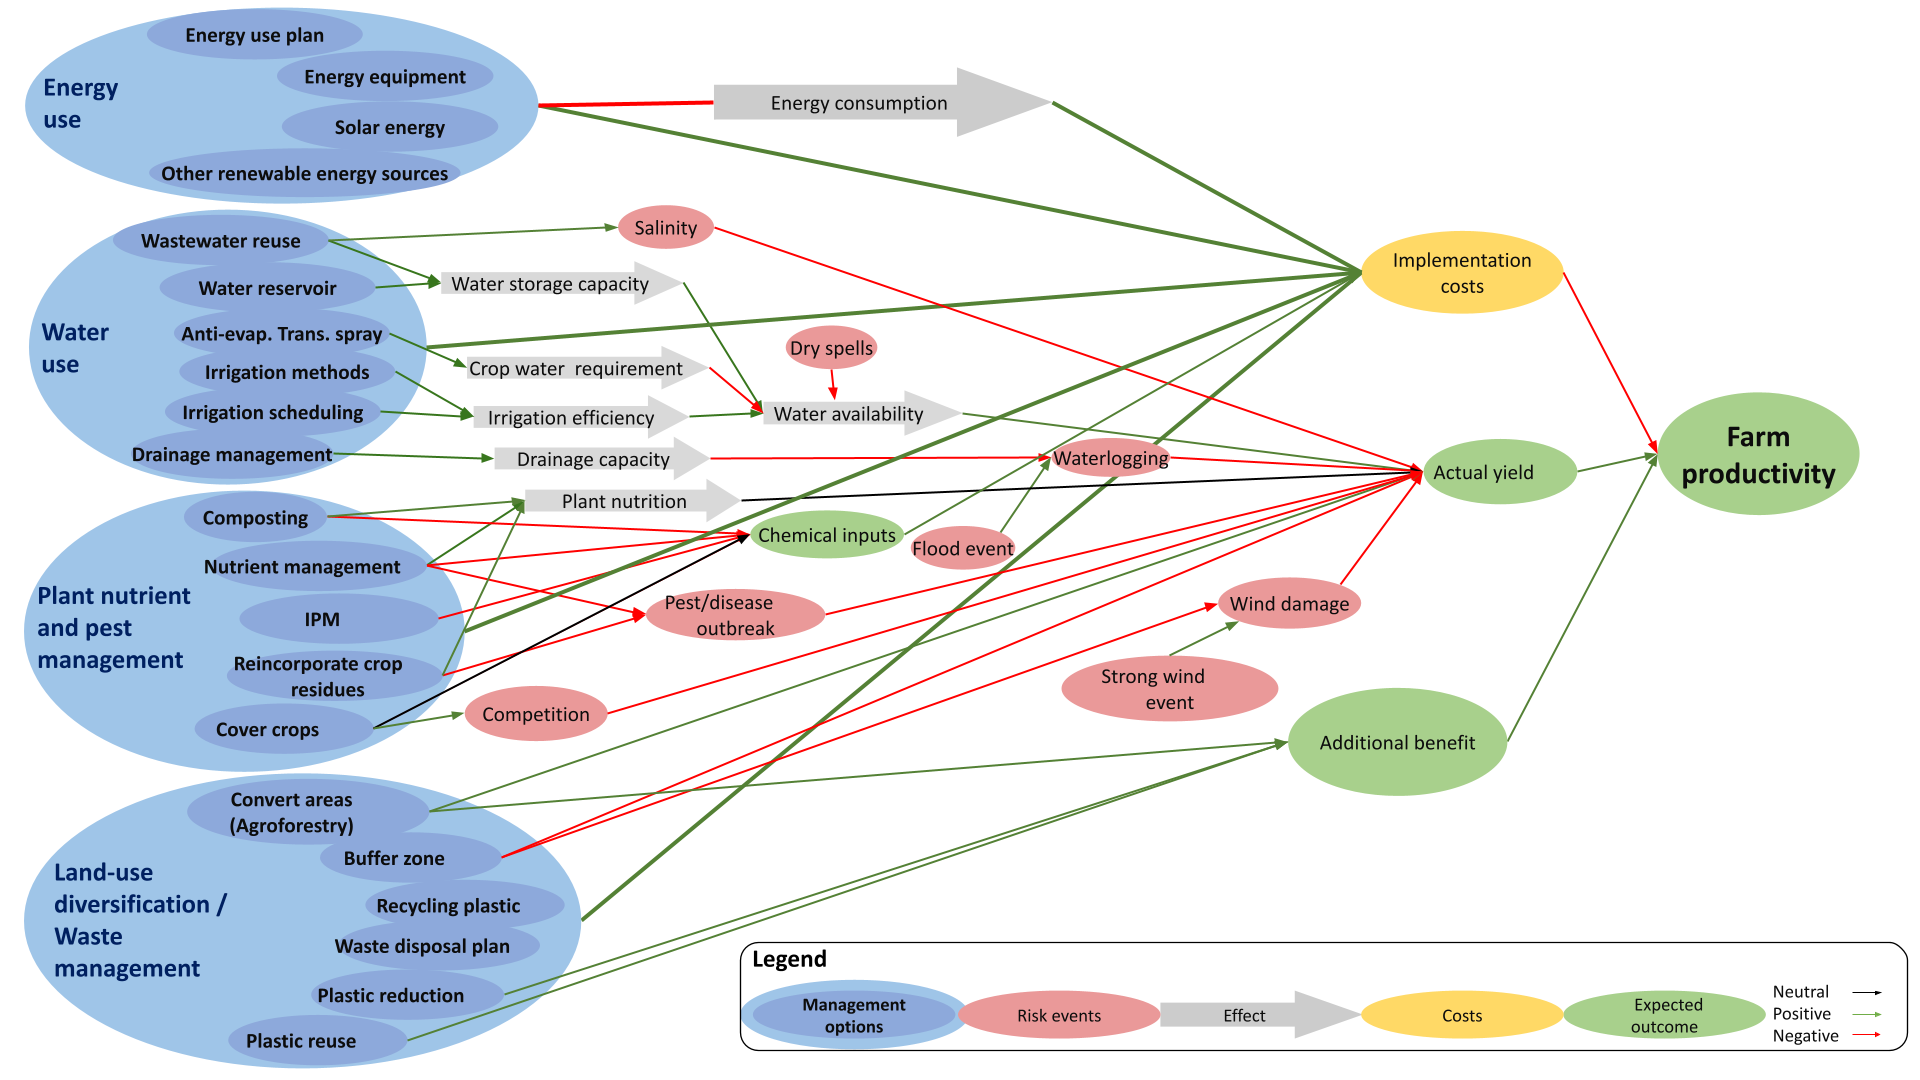 Energy
use
Energy use plan
Energy equipment
Solar energy
Other renewable energy sources
Energy consumption
Water
use
Wastewater reuse
Water reservoir
Anti-evap. Trans. spray
Irrigation methods
Irrigation scheduling
Drainage management
Salinity
Water storage capacity
Crop water  requirement
Irrigation efficiency
Drainage capacity
Dry spells
Water availability
Waterlogging
Implementation
costs
Actual yield
Farm
productivity
Plant nutrient
and pest
management
Composting
Nutrient management
IPM
Reincorporate crop
residues
Cover crops
Plant nutrition
Chemical inputs
Flood event
Pest/disease
outbreak
Competition
Wind damage
Strong wind
event
Additional benefit
Land-use
diversification /
Waste
management
Convert areas
(Agroforestry)
Buffer zone
Recycling plastic
Waste disposal plan
Plastic reduction
Plastic reuse
Legend
Management
options
Risk events
Effect
Costs
Expected
outcome
Neutral
Positive
Negative